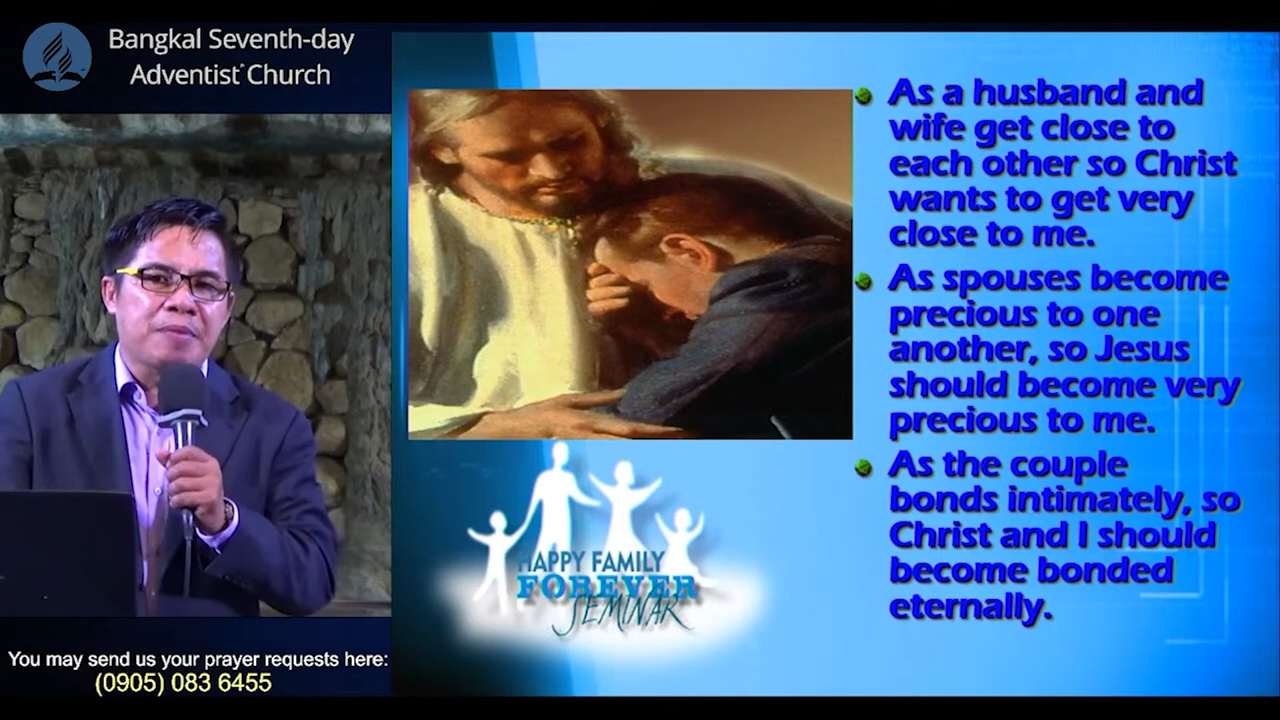 Bangkal Seventh-day
Adventist Church
As a husband and
wife get close to
each other so Christ
wants to get very
close to me.
As spouses become
precious to one
another, so Jesus
should become very
precious to me.
As the couple
bonds intimately, so
Christ and I should
become bonded
eternally.
HAPPY FAMILY
FOREVER
SEMINAR
You may send us your prayer requests here:
(0905) 083 6455